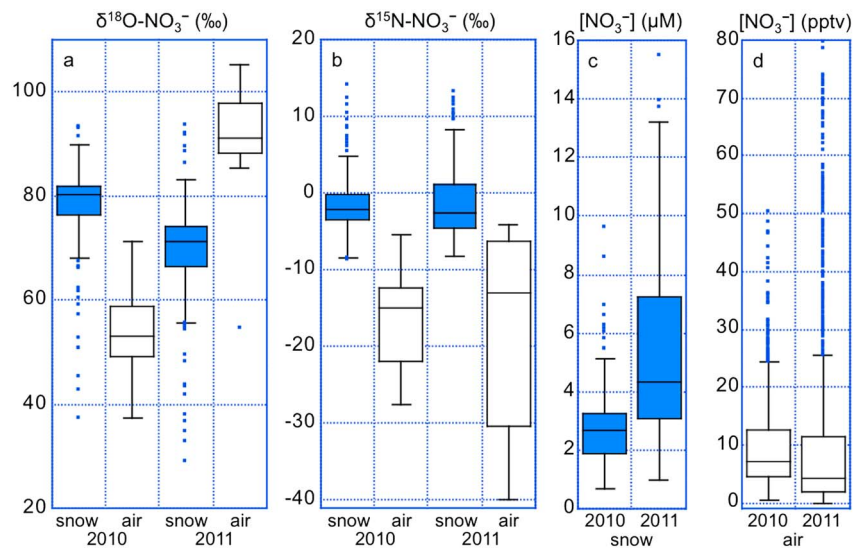 δ¹⁸O-NO₃⁻ (‰)
δ¹⁵N-NO₃⁻ (‰)
[NO₃⁻] (µM)
[NO₃⁻] (pptv)
a
100
80
60
40
20
snow air snow air
2010 2011
b
20
10
0
-10
-20
-30
-40
snow air snow air
2010 2011
c
16
14
12
10
8
6
4
2
0
2010 2011
snow
d
80
70
60
50
40
30
20
10
0
2010 2011
air